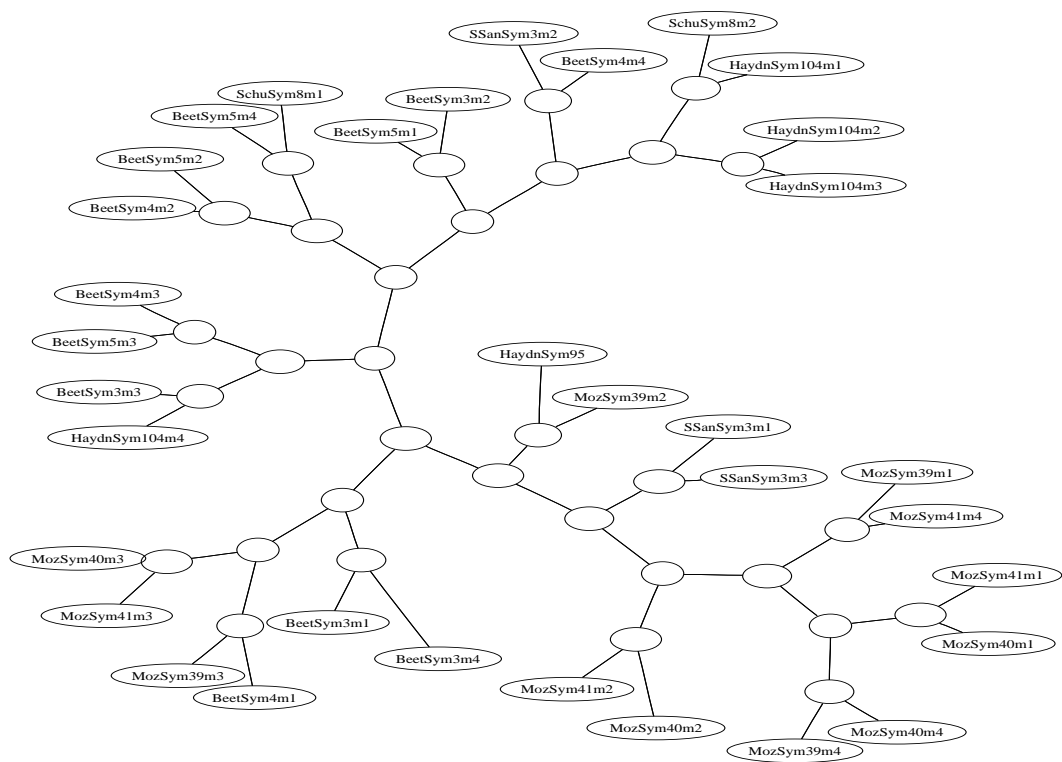 SchuSym8m2
SSanSym3m2
BeetSym4m4
HaydnSym104m1
SchuSym8m1
BeetSym3m2
BeetSym5m4
BeetSym5m1
HaydnSym104m2
BeetSym5m2
HaydnSym104m3
BeetSym4m2
BeetSym4m3
BeetSym5m3
HaydnSym95
BeetSym3m3
MozSym39m2
HaydnSym104m4
SSanSym3m1
MozSym39m1
SSanSym3m3
MozSym41m4
MozSym40m3
MozSym41m1
MozSym41m3
BeetSym3m1
MozSym40m1
BeetSym3m4
MozSym39m3
MozSym41m2
BeetSym4m1
MozSym40m2
MozSym40m4
MozSym39m4